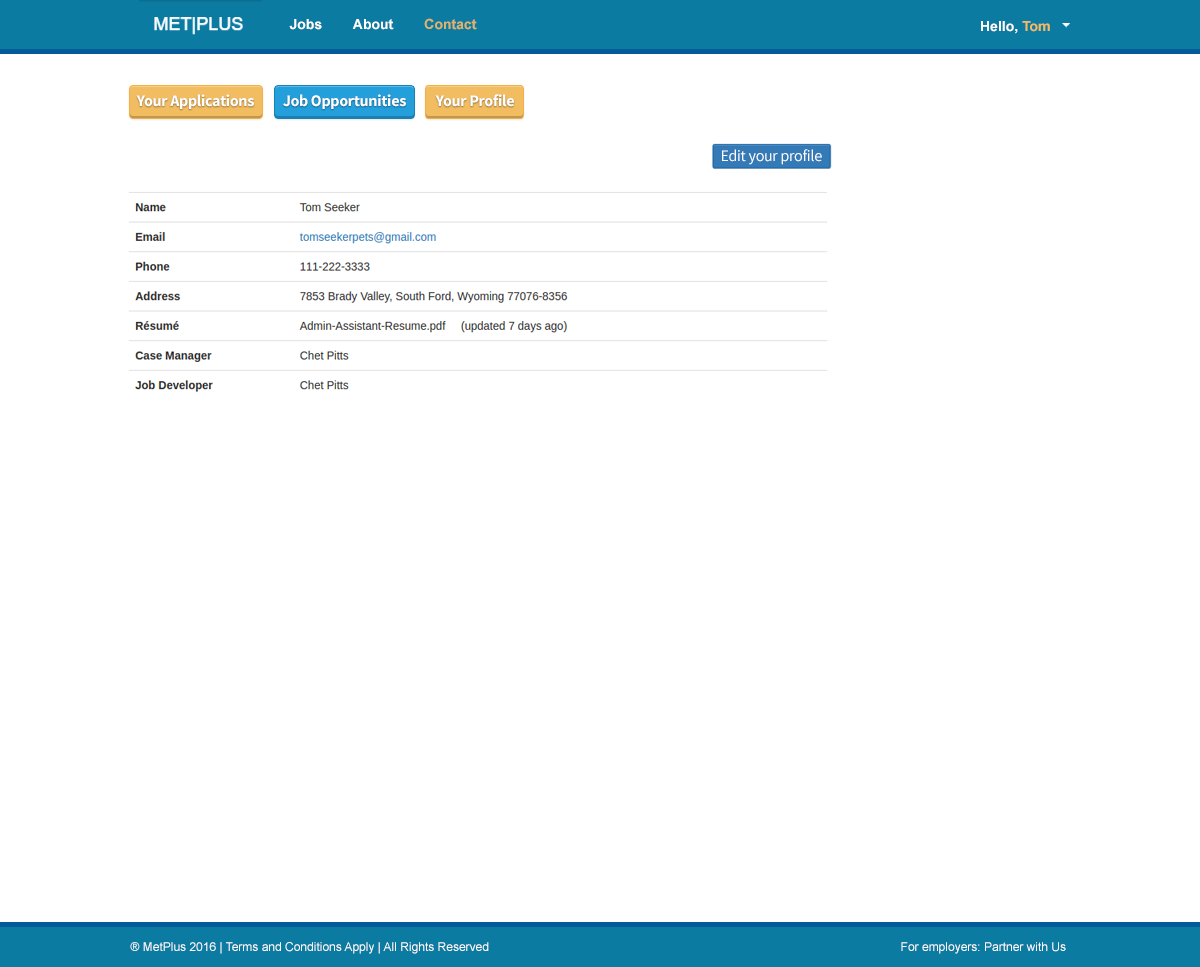 MET|PLUS Jobs About Contact Hello, Tom
Your Applications Job Opportunities Your Profile
Edit your profile
Name Tom Seeker
Email tomseekerpets@gmail.com
Phone 111-222-3333
Address 7853 Brady Valley, South Ford, Wyoming 77076-8356
Résumé Admin-Assistant-Resume.pdf (updated 7 days ago)
Case Manager Chet Pitts
Job Developer Chet Pitts
® MetPlus 2016 | Terms and Conditions Apply | All Rights Reserved For employers: Partner with Us